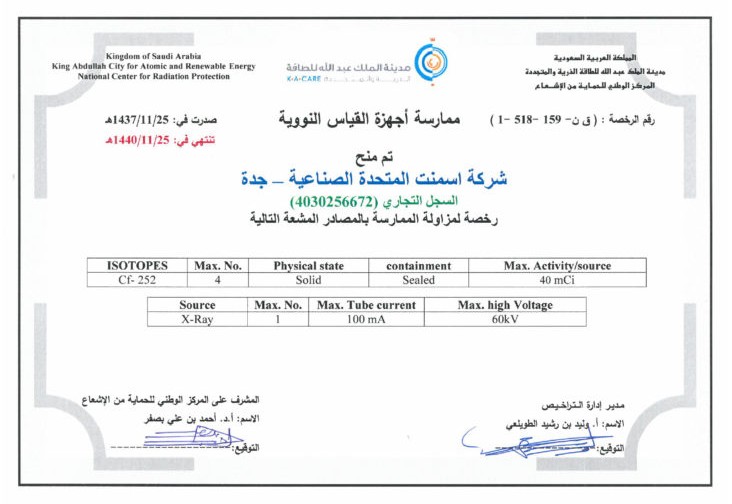 Kingdom of Saudi Arabia
King Abdullah City for Atomic and Renewable Energy
National Center for Radiation Protection
مدينة الملك عبدالله للطاقة
الذرية والمتجددة
K·A·CARE
المملكة العربية السعودية
مدينة الملك عبد الله للطاقة الذرية والمتجددة
المركز الوطني للحماية من الإشعاع
رقم الرخصة : ( ق ن- 159 -518 -1 )
ممارسة أجهزة القياس النووية
صدرت في: 1437/11/25هـ
تنتهي في: 1440/11/25هـ
تم منح
شركة اسمنت المتحدة الصناعية – جدة
السجل التجاري (4030256672)
رخصة لمزاولة الممارسة بالمصادر المشعة التالية
ISOTOPES Max. No. Physical state containment Max. Activity/source
Cf- 252 4 Solid Sealed 40 mCi
Source Max. No. Max. Tube current Max. high Voltage
X-Ray 1 100 mA 60kV
مدير إدارة التراخيص
الاسم: أ. وليد بن رشيد الطويلعي
التوقيع:
المشرف على المركز الوطني للحماية من الإشعاع
الاسم: أ.د. أحمد بن علي بصفر
التوقيع: